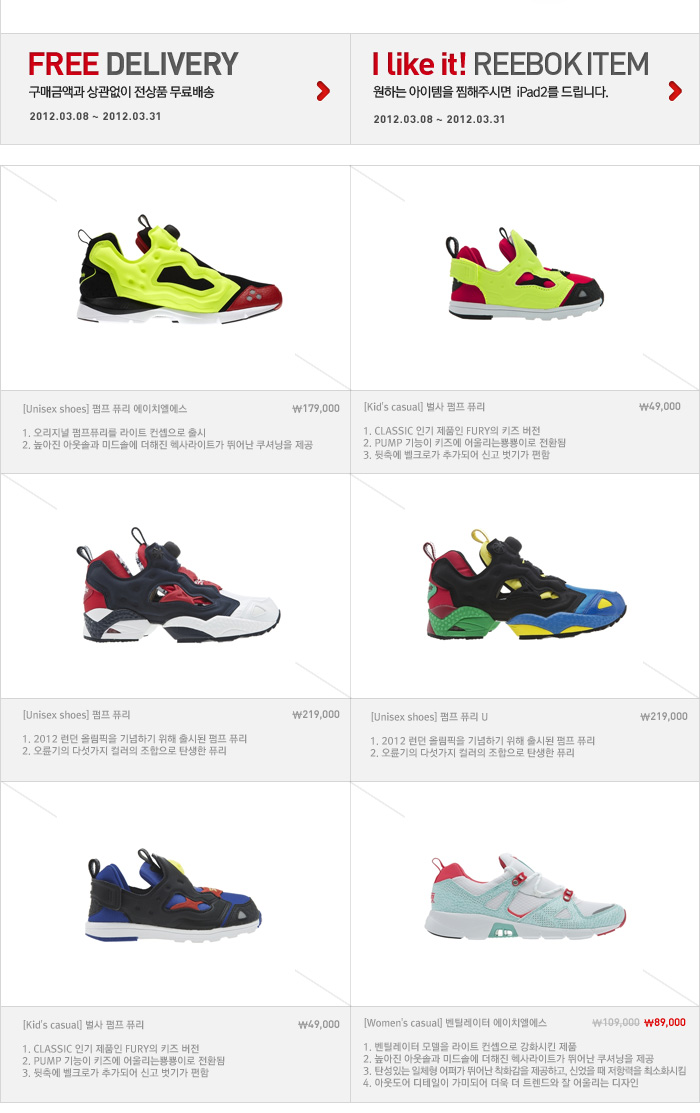 FREE DELIVERY
구매금액과 상관없이 전상품 무료배송
2012.03.08 ~ 2012.03.31
I like it! REEBOK ITEM
원하는 아이템을 찜해주시면 iPad2를 드립니다.
2012.03.08 ~ 2012.03.31
[Unisex shoes] 펌프 퓨리 에이치엘에스 ₩179,000
1. 오리지널 펌프퓨리를 라이트 컨셉으로 출시
2. 높아진 아웃솔과 미드솔에 더해진 헥사라이트가 뛰어난 쿠셔닝을 제공
[Kid's casual] 벌사 펌프 퓨리 ₩49,000
1. CLASSIC 인기 제품인 FURY의 키즈 버전
2. PUMP 기능이 키즈에 어울리는뿅뿅이로 전환됨
3. 뒷축에 벨크로가 추가되어 신고 벗기가 편함
[Unisex shoes] 펌프 퓨리 ₩219,000
1. 2012 런던 올림픽을 기념하기 위해 출시된 펌프 퓨리
2. 오륜기의 다섯가지 컬러의 조합으로 탄생한 퓨리
[Unisex shoes] 펌프 퓨리 U ₩219,000
1. 2012 런던 올림픽을 기념하기 위해 출시된 펌프 퓨리
2. 오륜기의 다섯가지 컬러의 조합으로 탄생한 퓨리
[Kid's casual] 벌사 펌프 퓨리 ₩49,000
1. CLASSIC 인기 제품인 FURY의 키즈 버전
2. PUMP 기능이 키즈에 어울리는뿅뿅이로 전환됨
3. 뒷축에 벨크로가 추가되어 신고 벗기가 편함
[Women's casual] 벤틸레이터 에이치엘에스 ₩109,000 ₩89,000
1. 벤틸레이터 모델을 라이트 컨셉으로 강화시킨 제품
2. 높아진 아웃솔과 미드솔에 더해진 헥사라이트가 뛰어난 쿠셔닝을 제공
3. 탄성있는 일체형 어퍼가 뛰어난 착화감을 제공하고, 신었을 때 저항력을 최소화시킴
4. 아웃도어 디테일이 가미되어 더욱 더 트렌드와 잘 어울리는 디자인